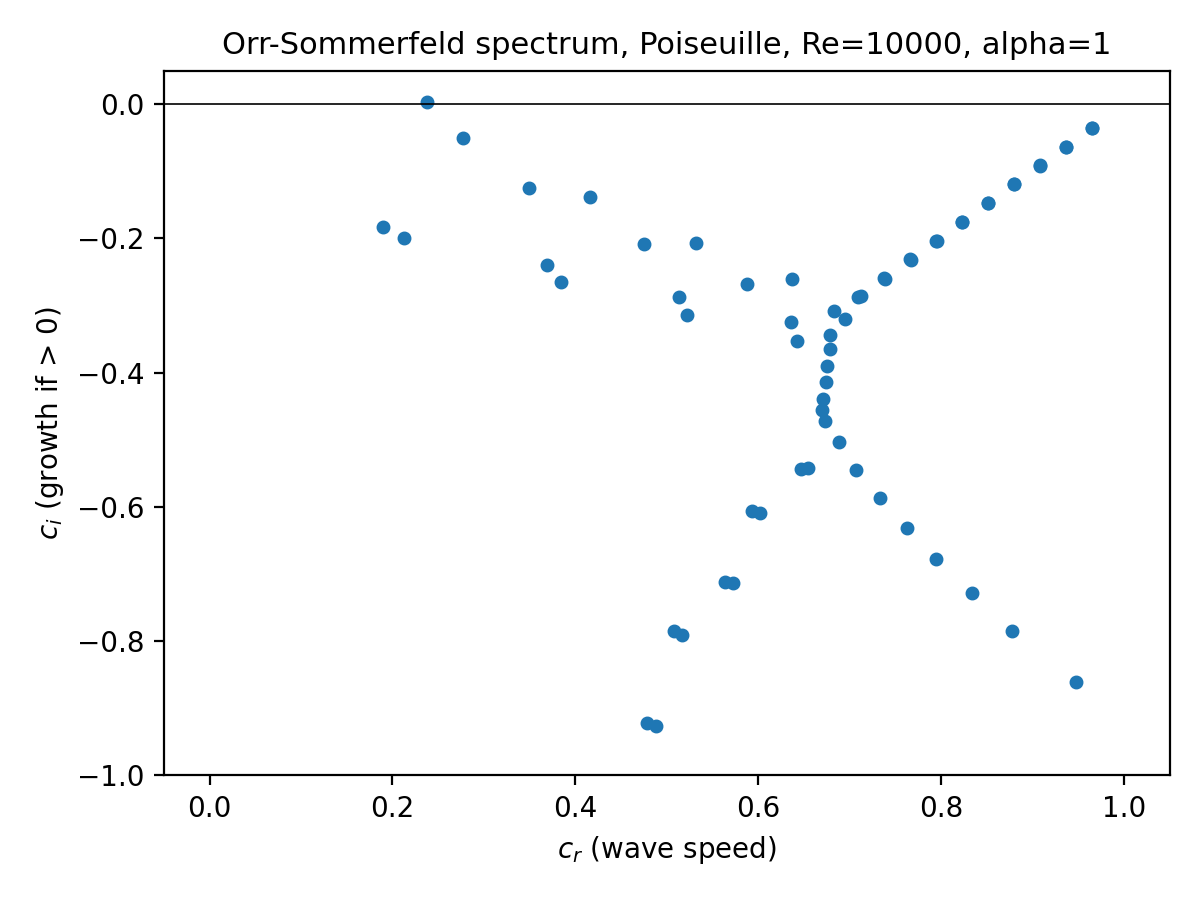 Orr-Sommerfeld spectrum, Poiseuille, Re=10000, alpha=1
0.0
−0.2
−0.4
−0.6
−0.8
−1.0
c_i (growth if > 0)
0.0 0.2 0.4 0.6 0.8 1.0
c_r (wave speed)